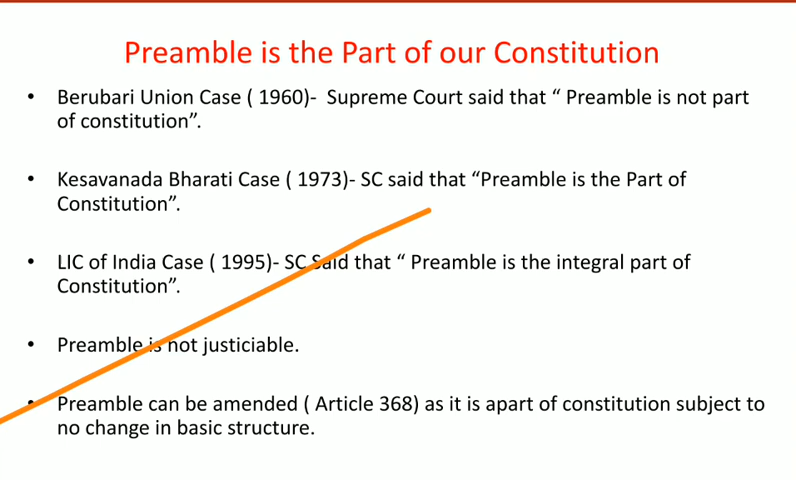 Preamble is the Part of our Constitution
• Berubari Union Case ( 1960)- Supreme Court said that “ Preamble is not part
of constitution”.
• Kesavanada Bharati Case ( 1973)- SC said that “Preamble is the Part of
Constitution”.
• LIC of India Case ( 1995)- SC Said that “ Preamble is the integral part of
Constitution”.
• Preamble is not justiciable.
• Preamble can be amended ( Article 368) as it is apart of constitution subject to
no change in basic structure.